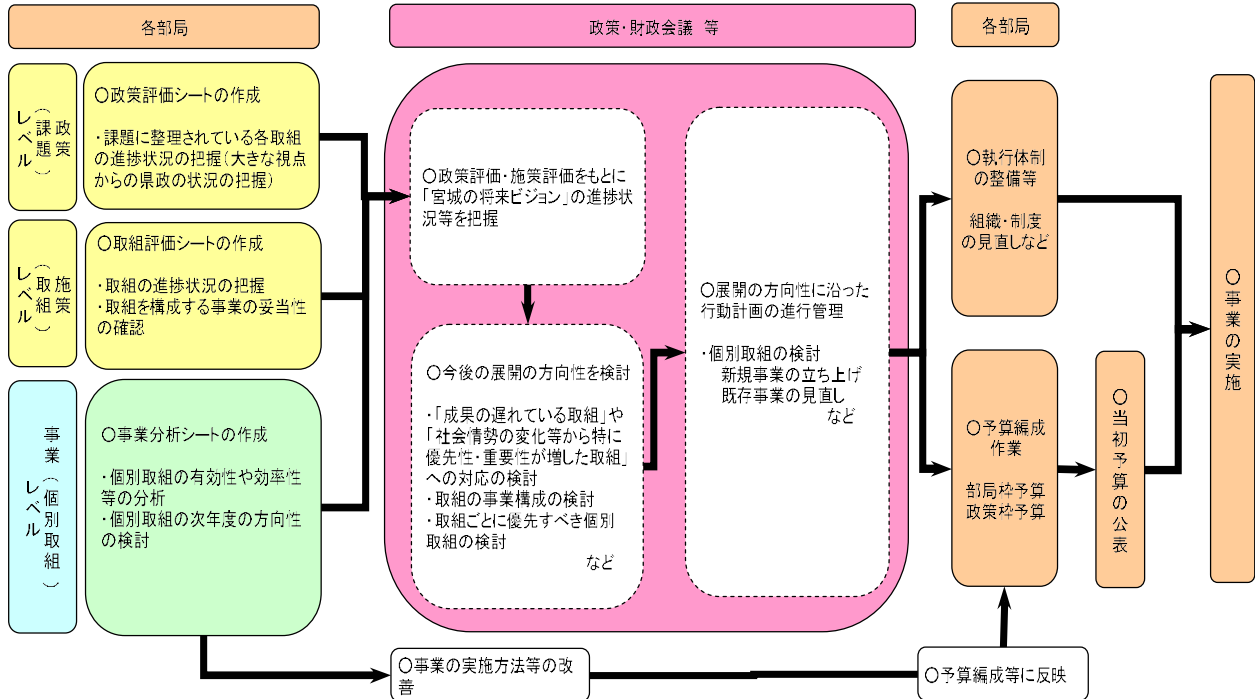 各部局
政策・財政会議 等
各部局
政策
（課題）
レベル
○政策評価シートの作成
・課題に整理されている各取組
の進捗状況の把握（大きな視点
からの県政の状況の把握）
施策
（取組）
レベル
○取組評価シートの作成
・取組の進捗状況の把握
・取組を構成する事業の妥当性
の確認
事業（個別取組）
レベル
○事業分析シートの作成
・個別取組の有効性や効率性
等の分析
・個別取組の次年度の方向性
の検討
○政策評価・施策評価をもとに
「宮城の将来ビジョン」の進捗状
況等を把握
○今後の展開の方向性を検討
・「成果の遅れている取組」や
「社会情勢の変化等から特に
優先性・重要性が増した取組」
への対応の検討
・取組の事業構成の検討
・取組ごとに優先すべき個別
取組の検討
など
○展開の方向性に沿った
行動計画の進行管理
・個別取組の検討
新規事業の立ち上げ
既存事業の見直し
など
○執行体制
の整備等
組織・制度
の見直しなど
○予算編成
作業
部局枠予算
政策枠予算
○当初予算の公表
○事業の実施
○事業の実施方法等の改
善
○予算編成等に反映